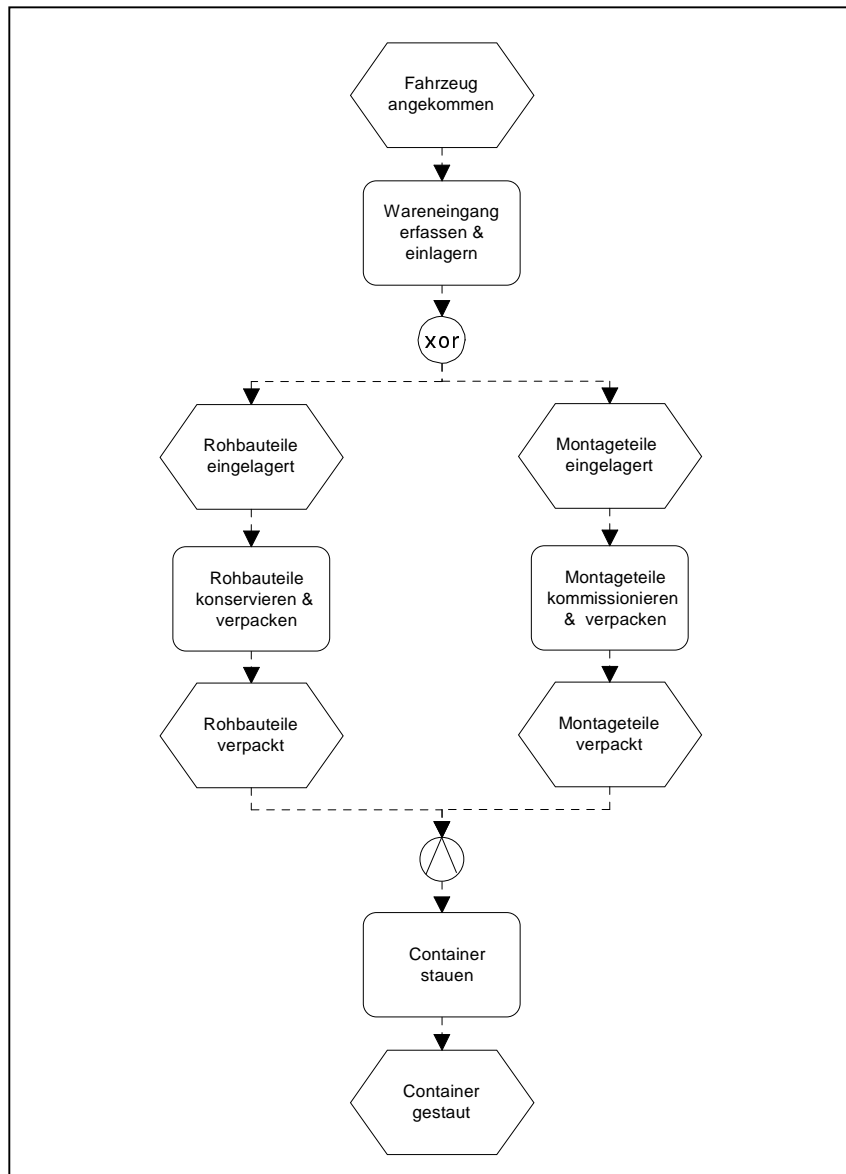 Fahrzeug
angekommen
Wareneingang
erfassen &
einlagern
xor
Rohbauteile
eingelagert
Montageteile
eingelagert
Rohbauteile
konservieren &
verpacken
Montageteile
kommissionieren
& verpacken
Rohbauteile
verpackt
Montageteile
verpackt
Container
stauen
Container
gestaut